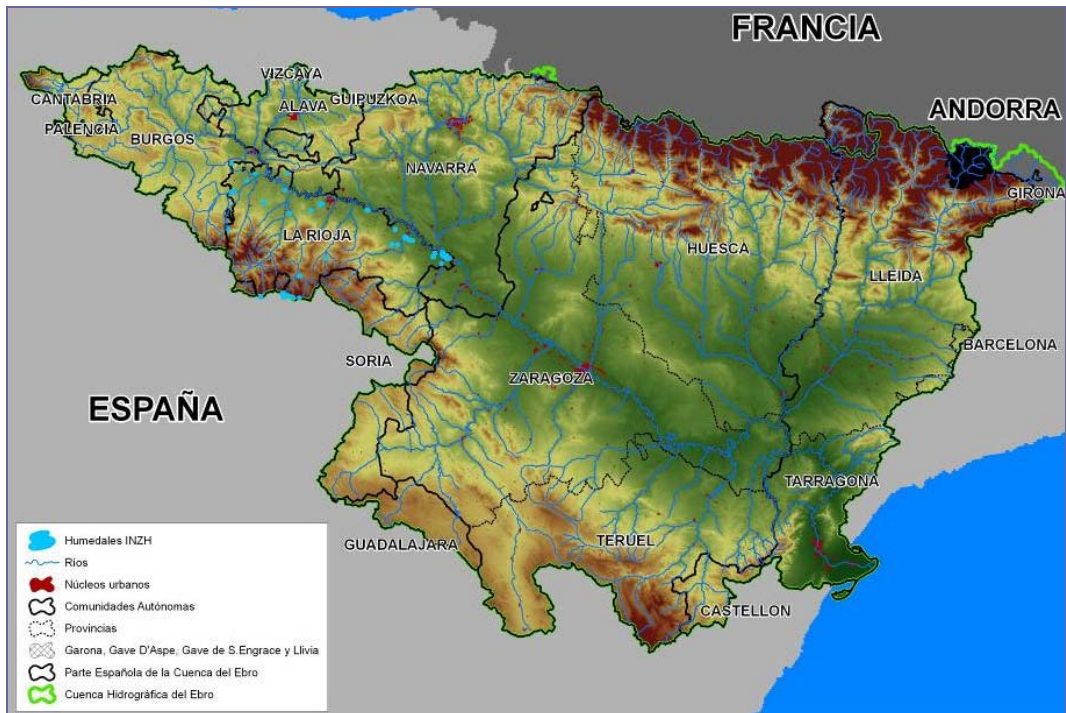 FRANCIA
VIZCAYA
CANTABRIA
ALAVA
GUIPUZKOA
ANDORRA
PALENCIA
BURGOS
NAVARRA
GIRONA
LA RIOJA
HUESCA
LLEIDA
BARCELONA
SORIA
ZARAGOZA
ESPAÑA
TARRAGONA
GUADALAJARA
TERUEL
CASTELLON
Humedales INZH
Ríos
Núcleos urbanos
Comunidades Autónomas
Provincias
Garona, Gave D'Aspe, Gave de S.Engrace y Llivia
Parte Española de la Cuenca del Ebro
Cuenca Hidrográfica del Ebro